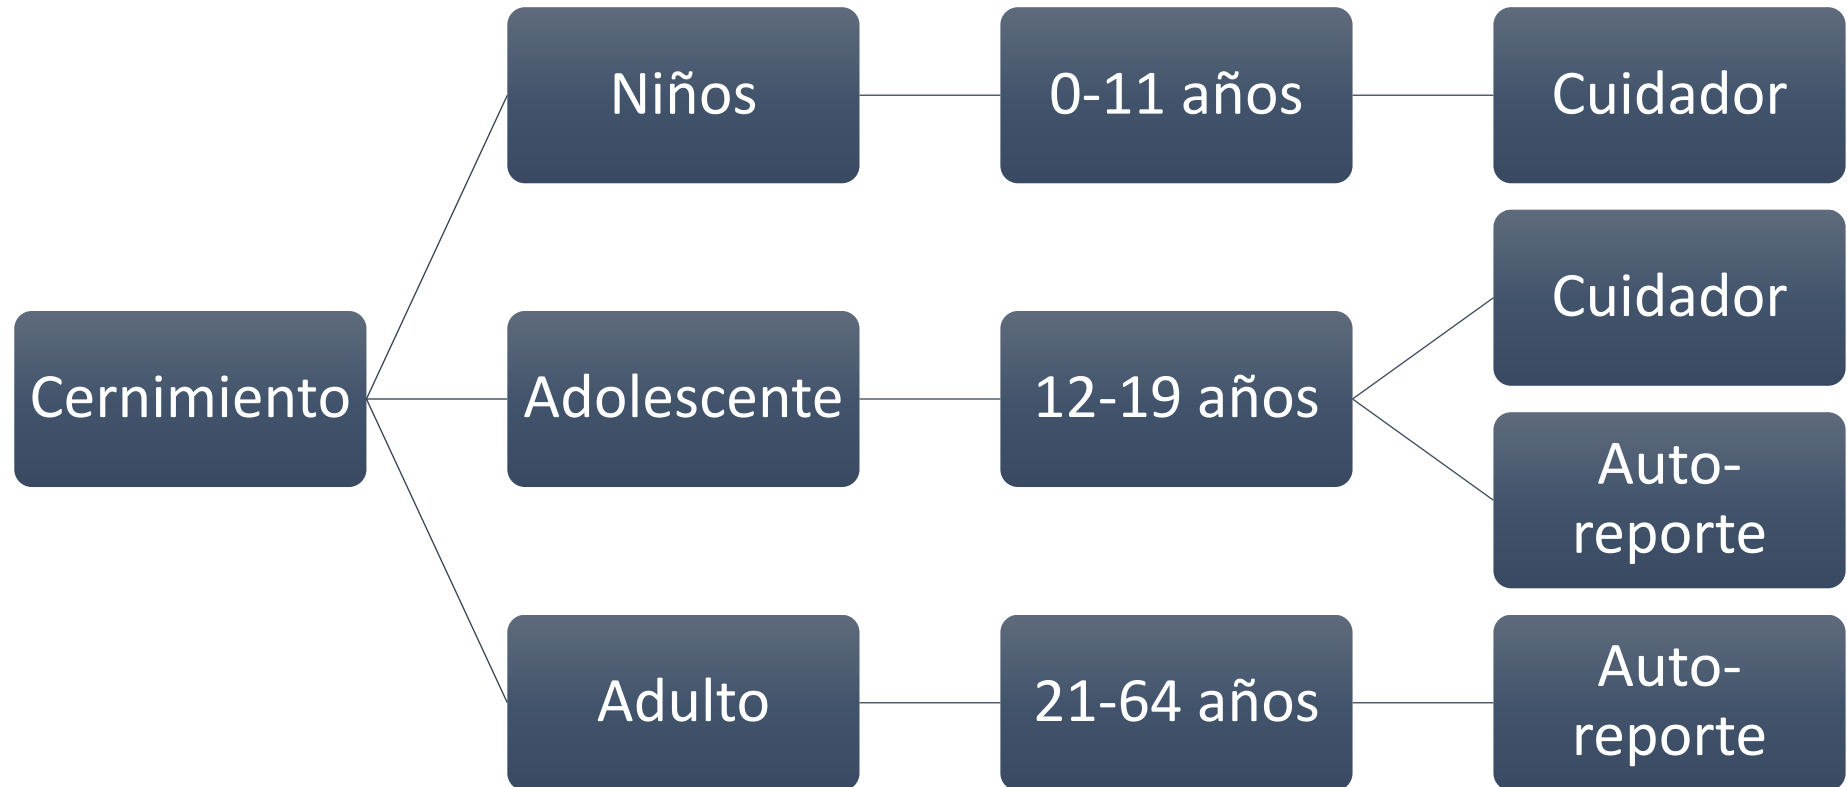 Niños
0-11 años
Cuidador
Cuidador
Cernimiento
Adolescente
12-19 años
Auto-
reporte
Adulto
21-64 años
Auto-
reporte